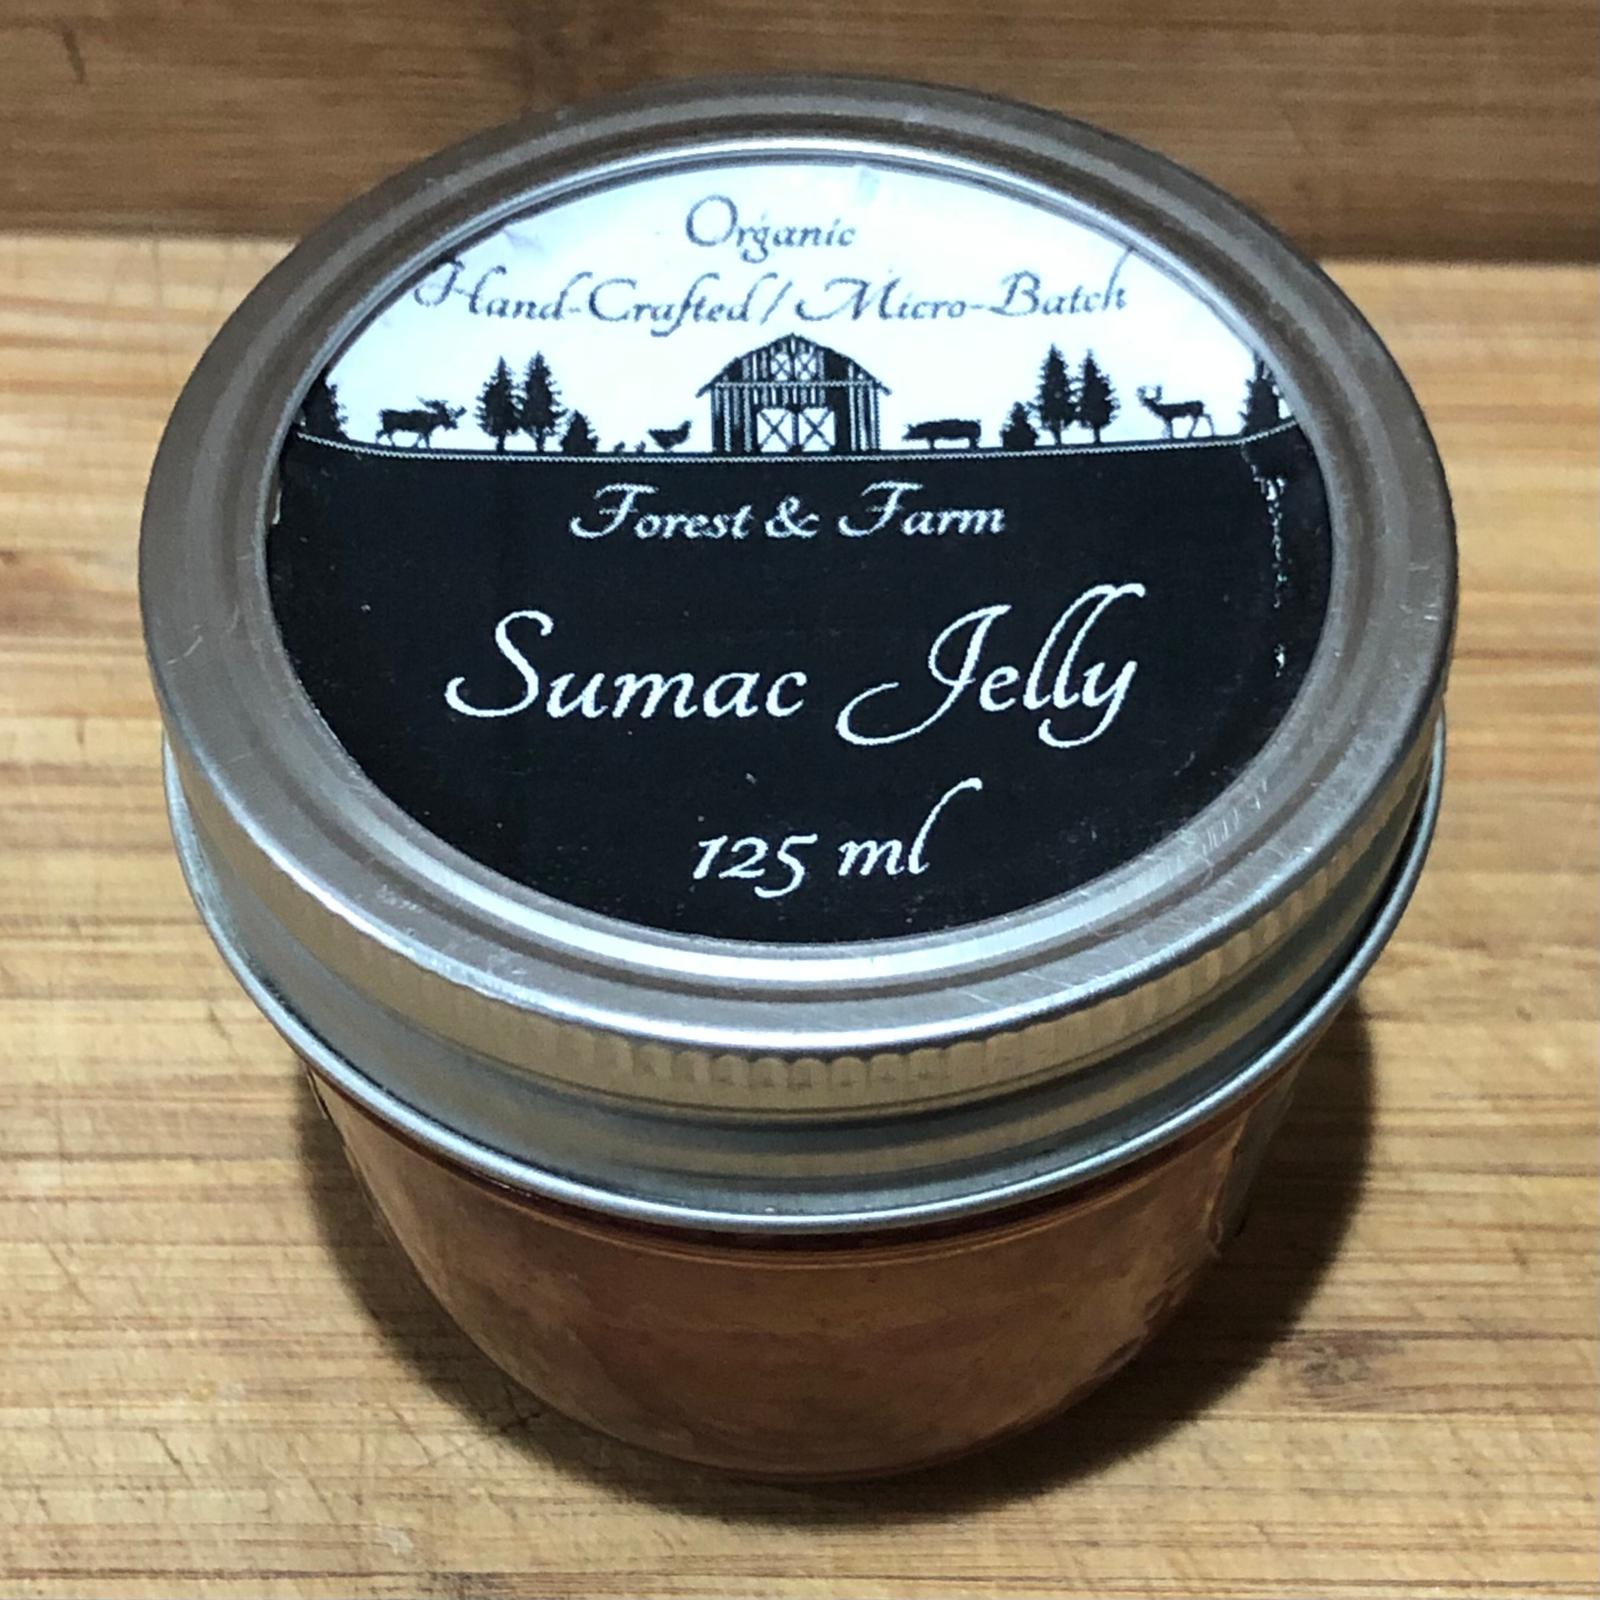 Organic
Hand-Crafted/Micro-Batch
Forest & Farm
Sumac Jelly
125 ml